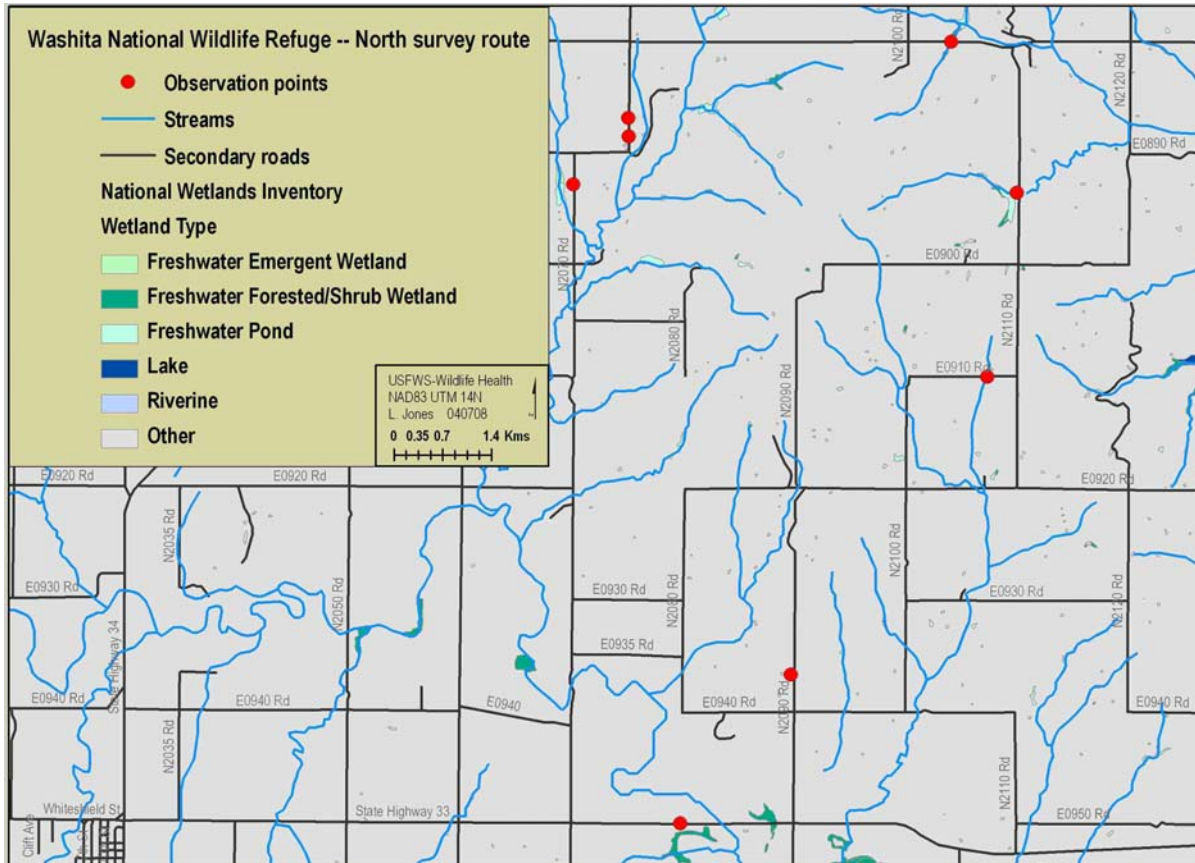 Washita National Wildlife Refuge -- North survey route
Observation points
Streams
Secondary roads
National Wetlands Inventory
Wetland Type
Freshwater Emergent Wetland
Freshwater Forested/Shrub Wetland
Freshwater Pond
Lake
Riverine
Other
USFWS-Wildlife Health
NAD83 UTM 14N
L. Jones 040708
0 0.35 0.7 1.4 Kms
N2100 Rd
N2120 Rd
E0890 Rd
N2070 Rd
E0900 Rd
N2080 Rd
N2110 Rd
N2090 Rd
E0910 Rd
E0920 Rd
E0920 Rd
E0920 Rd
N2035 Rd
N2050 Rd
E0930 Rd
E0930 Rd
N2080 Rd
N2100 Rd
E0930 Rd
N2120 Rd
State Highway 34
E0935 Rd
E0940 Rd
E0940 Rd
E0940
E0940 Rd
N2090 Rd
E0940 Rd
N2035 Rd
N2110 Rd
Whiteshield St
State Highway 33
E0950 Rd
Clift Ave